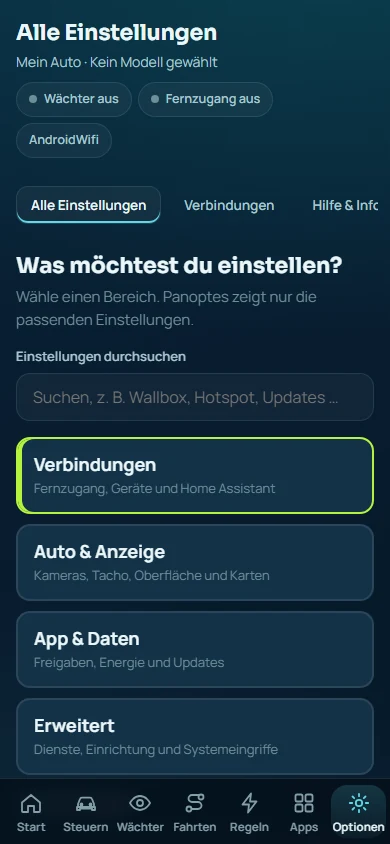 Alle Einstellungen
Mein Auto · Kein Modell gewählt
Wächter aus
Fernzugang aus
AndroidWifi
Alle Einstellungen
Verbindungen
Hilfe & Info
Was möchtest du einstellen?
Wähle einen Bereich. Panoptes zeigt nur die
passenden Einstellungen.
Einstellungen durchsuchen
Suchen, z. B. Wallbox, Hotspot, Updates ...
Verbindungen
Fernzugang, Geräte und Home Assistant
Auto & Anzeige
Kameras, Tacho, Oberfläche und Karten
App & Daten
Freigaben, Energie und Updates
Erweitert
Dienste, Einrichtung und Systemeingriffe
Start
Steuern
Wächter
Fahrten
Regeln
Apps
Optionen